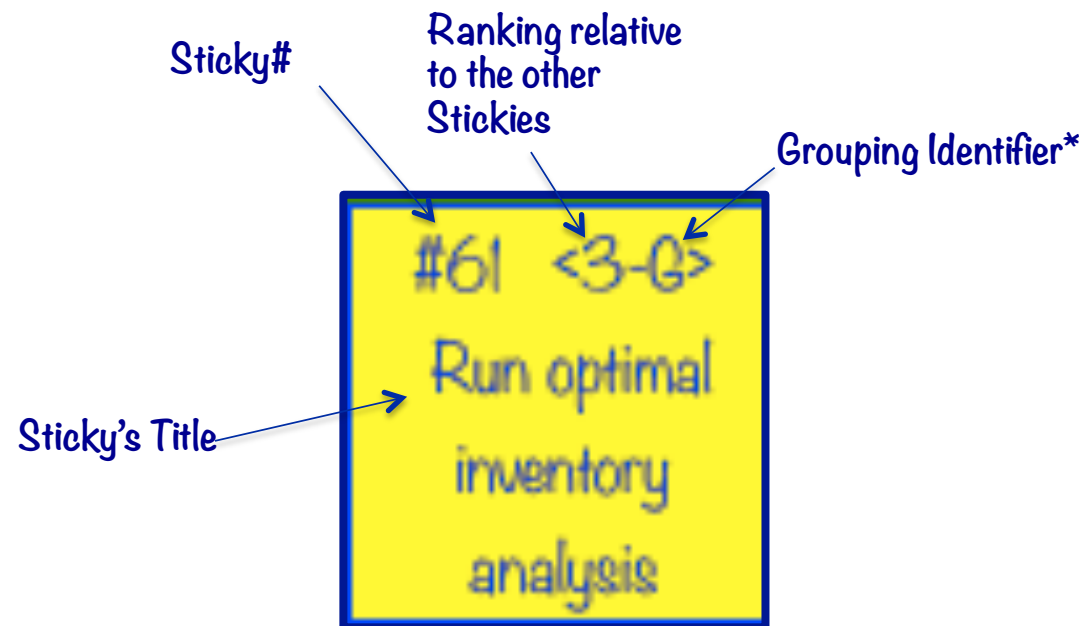 Sticky#
Ranking relative
to the other
Stickies
Grouping Identifier*
#61 <3-G>
Run optimal
inventory
analysis
Sticky's Title